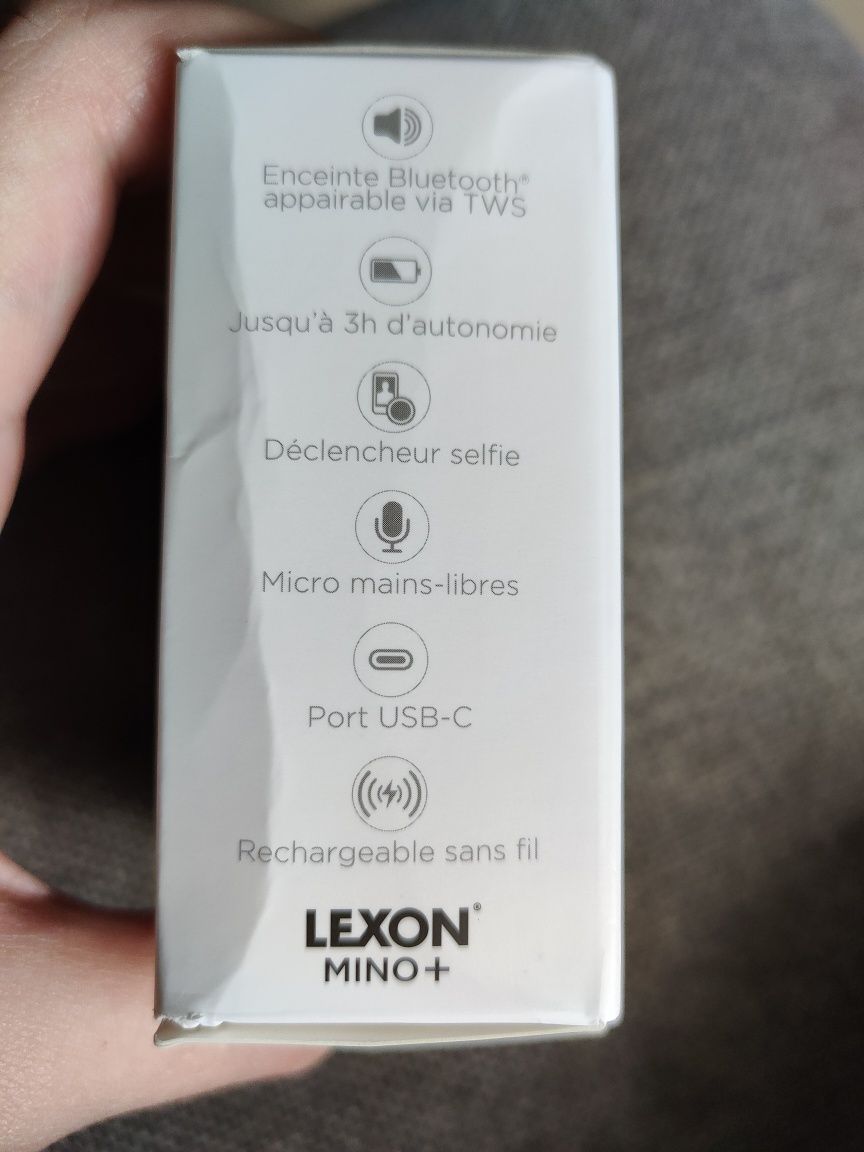 Enceinte Bluetooth®
appairable via TWS
Jusqu'à 3h d'autonomie
Déclencheur selfie
Micro mains-libres
Port USB-C
Rechargeable sans fil
LEXON®
MINO+